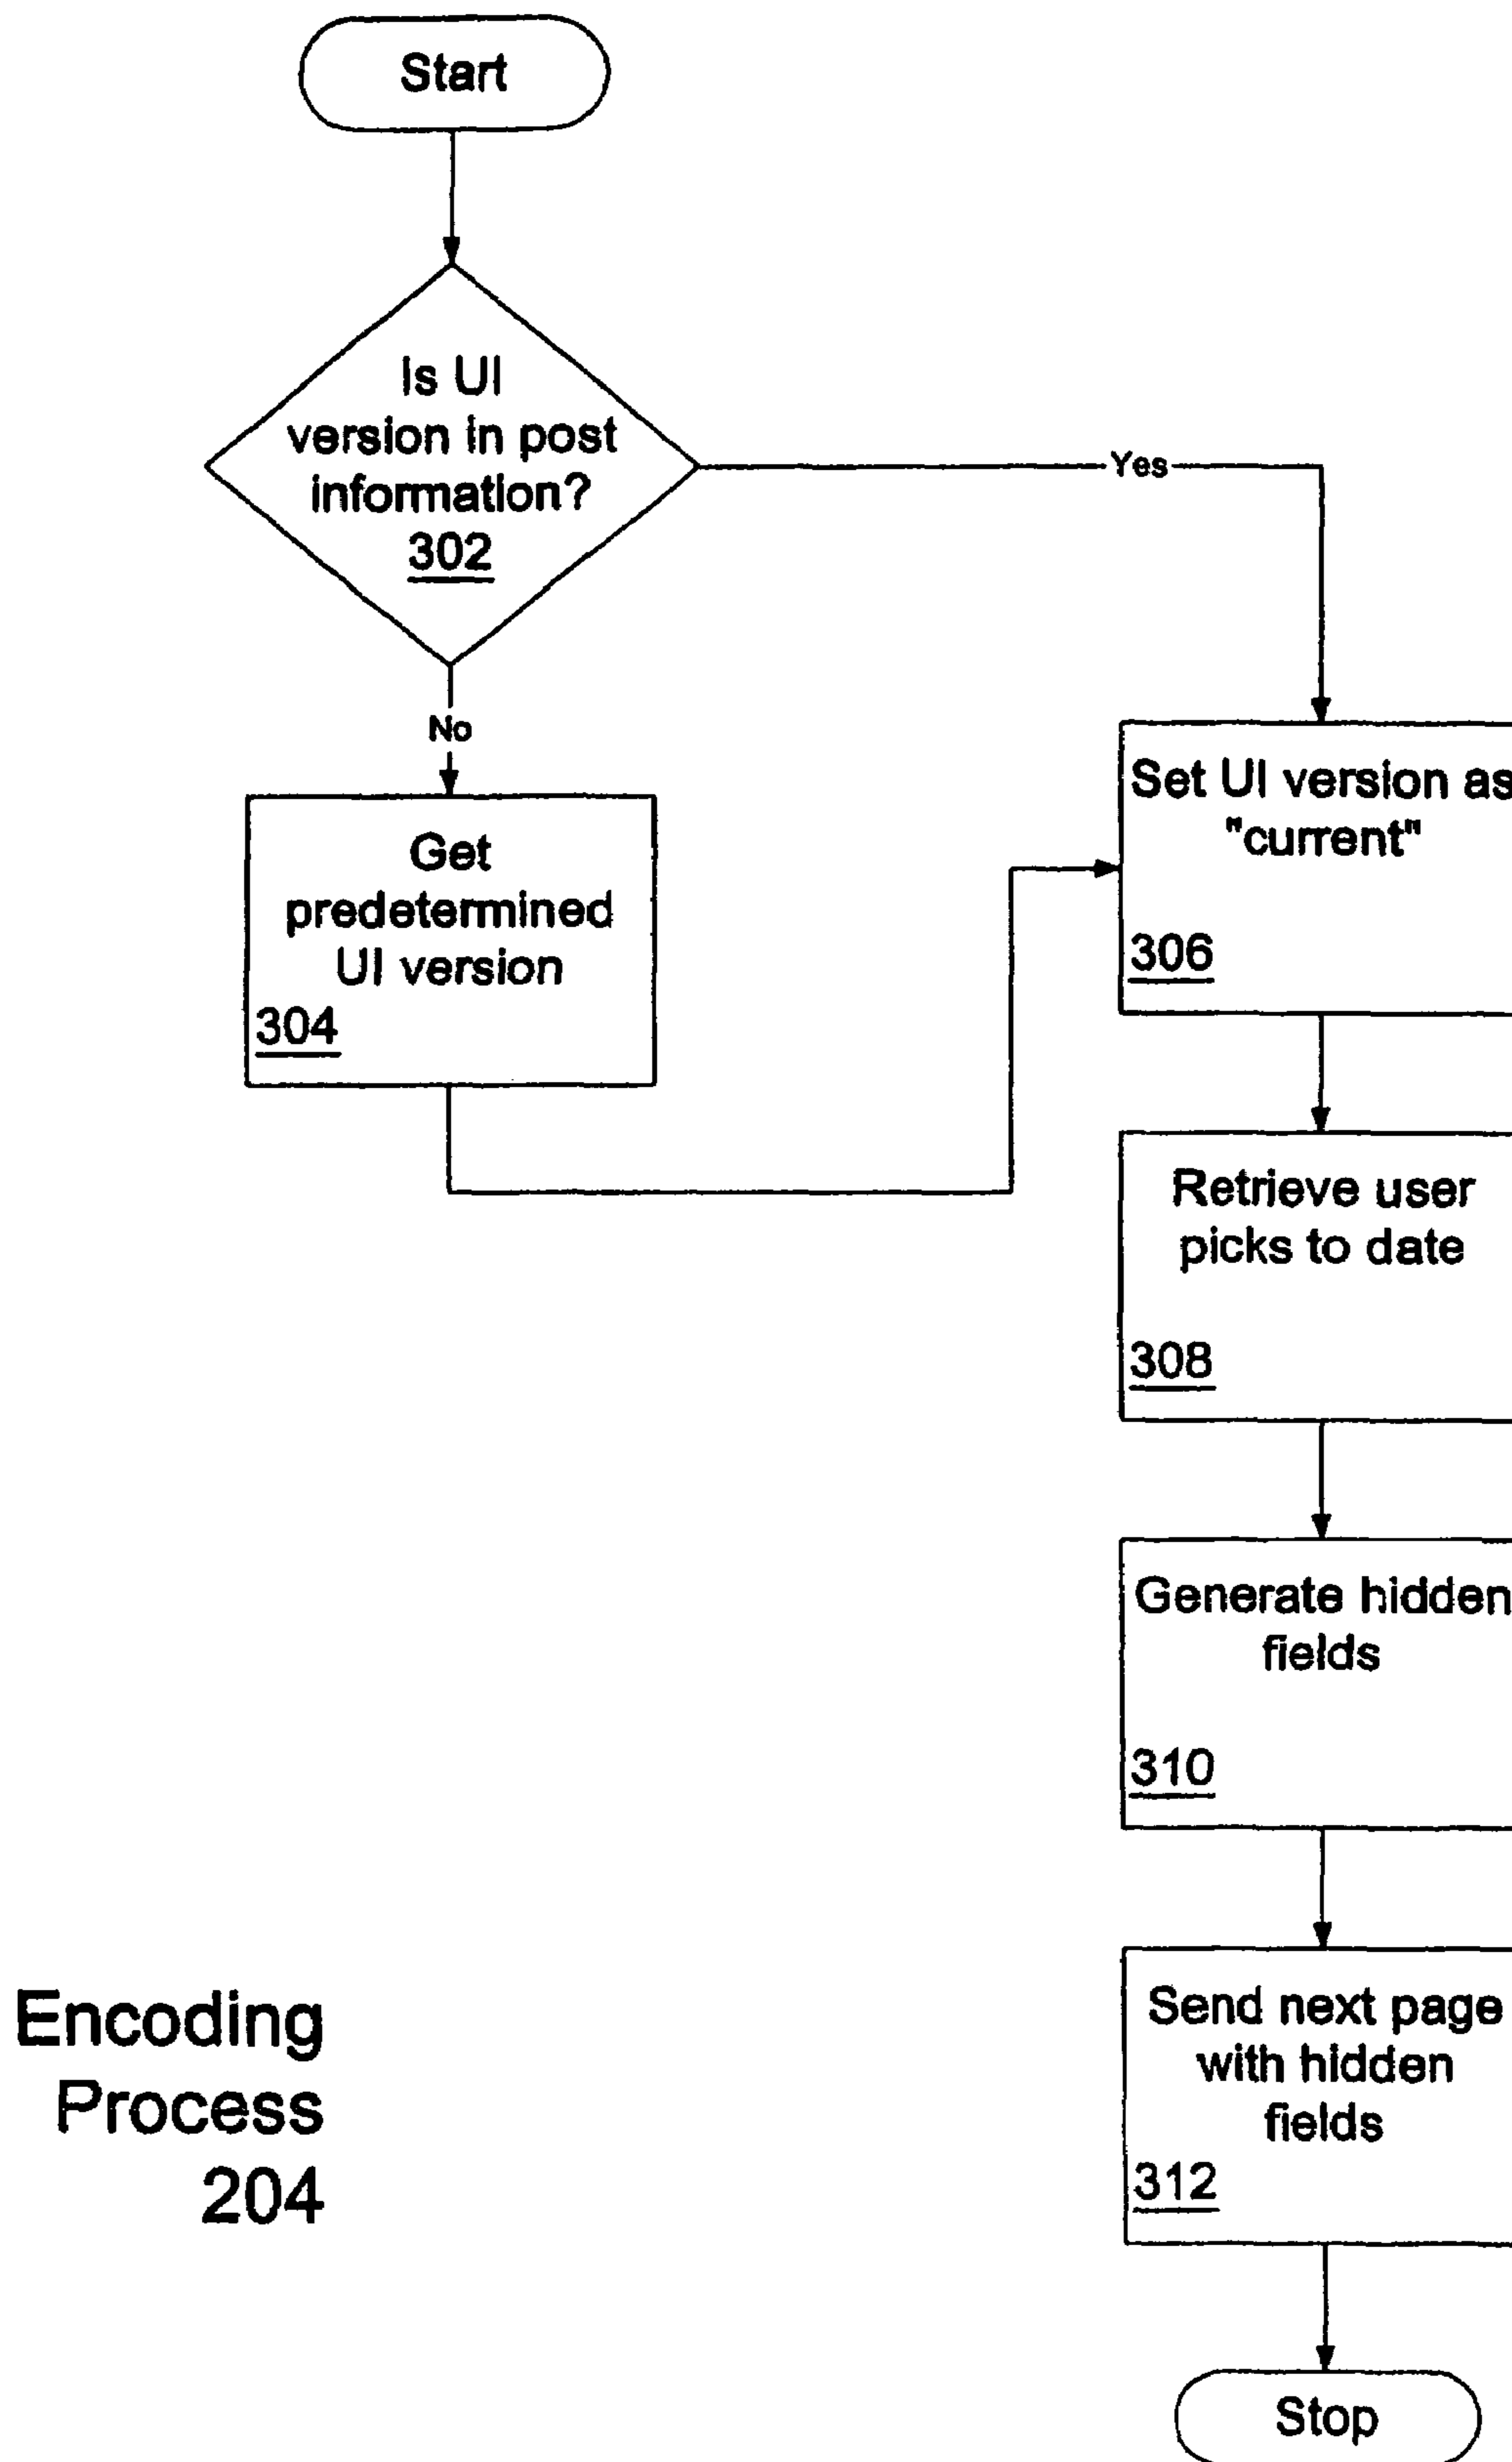 Start
Is UI
version in post
information?
302
Yes
No
Get
predetermined
UI version
304
Set UI version as
"current"
306
Retrieve user
picks to date
308
Generate hidden
fields
310
Send next page
with hidden
fields
312
Stop
Encoding
Process
204